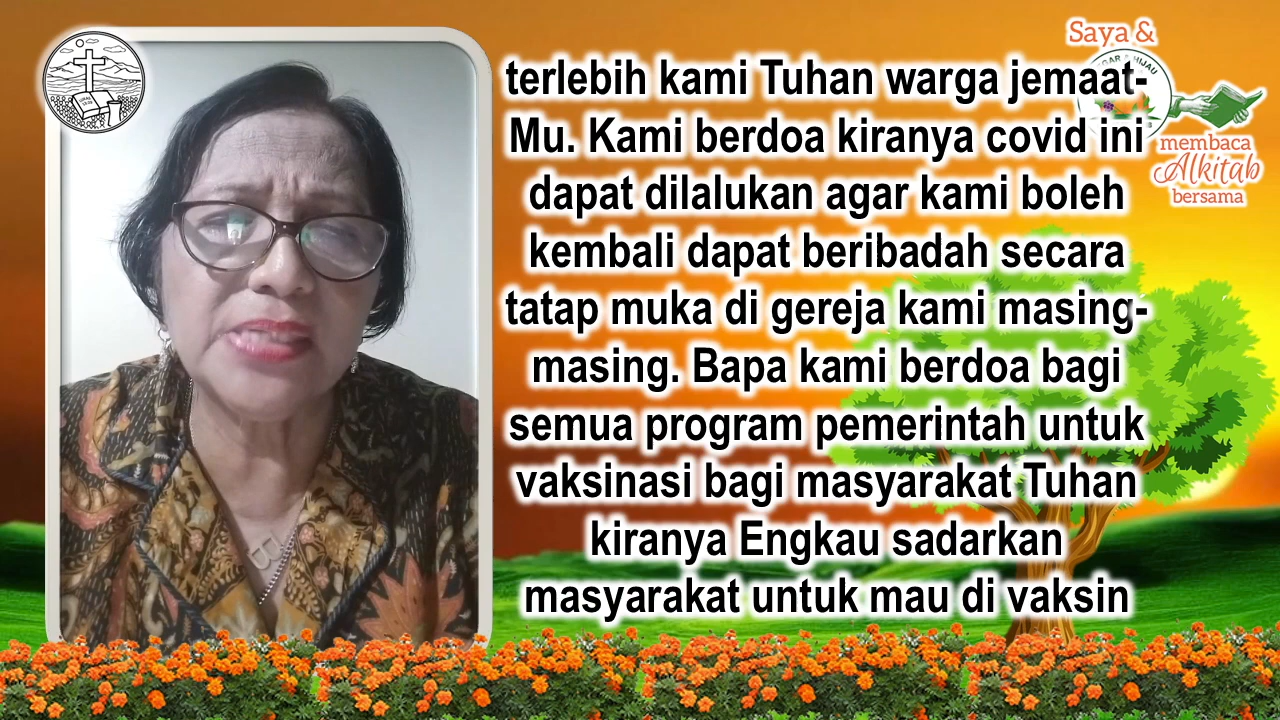 terlebih kami Tuhan warga jemaat-
Mu. Kami berdoa kiranya covid ini
dapat dilalukan agar kami boleh
kembali dapat beribadah secara
tatap muka di gereja kami masing-
masing. Bapa kami berdoa bagi
semua program pemerintah untuk
vaksinasi bagi masyarakat Tuhan
kiranya Engkau sadarkan
masyarakat untuk mau di vaksin
Saya &
membaca
Alkitab
bersama